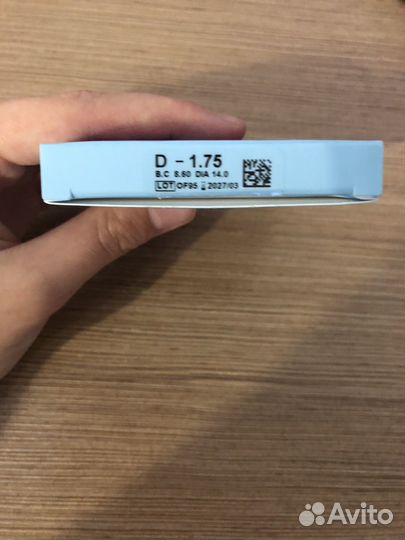 D - 1.75
B.C 8.60 DIA 14.0
LOT OF95 2027/03
Avito